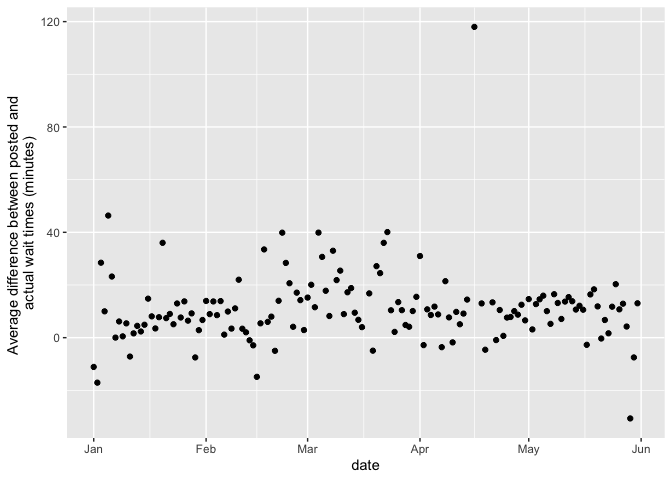 Average difference between posted and
actual wait times (minutes)
120
80
40
0
Jan Feb Mar Apr May Jun
date